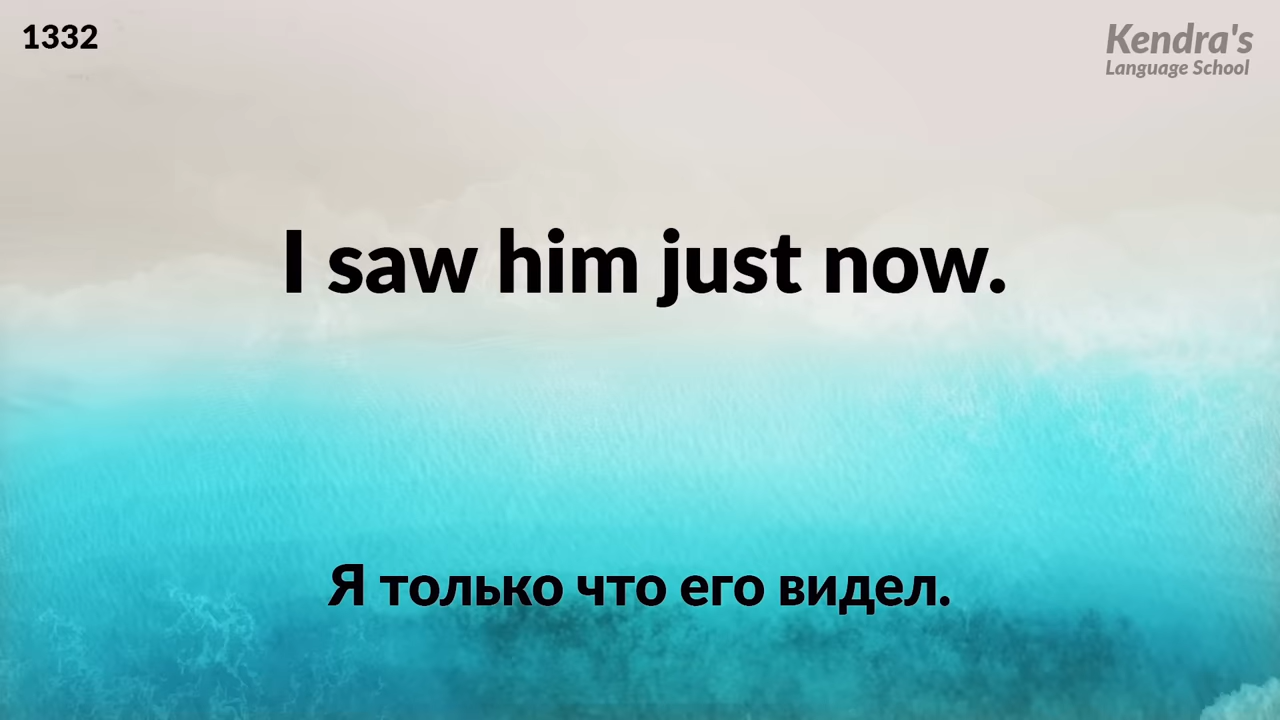 1332
Kendra's
Language School
I saw him just now.
Я только что его видел.